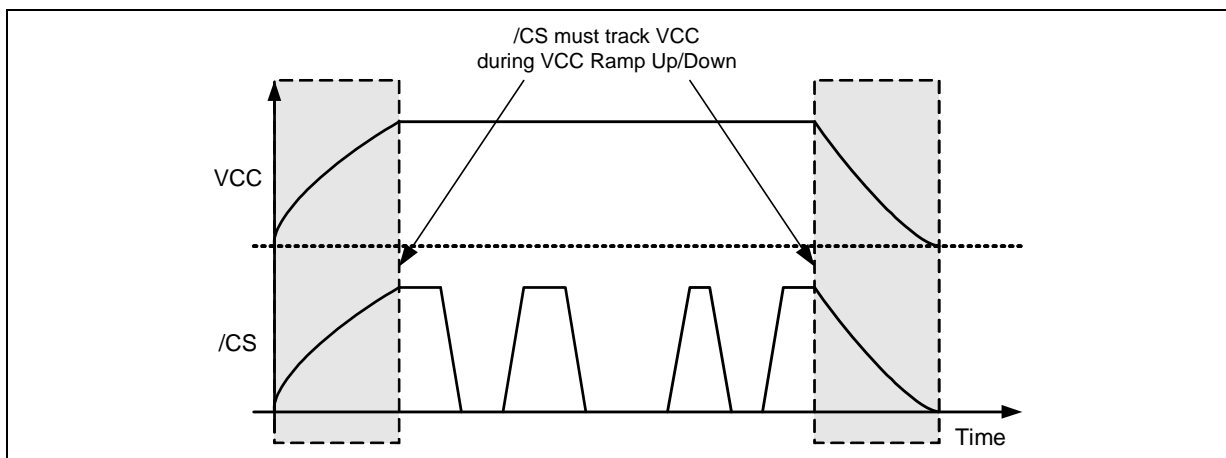 /CS must track VCC
during VCC Ramp Up/Down
VCC
/CS
Time